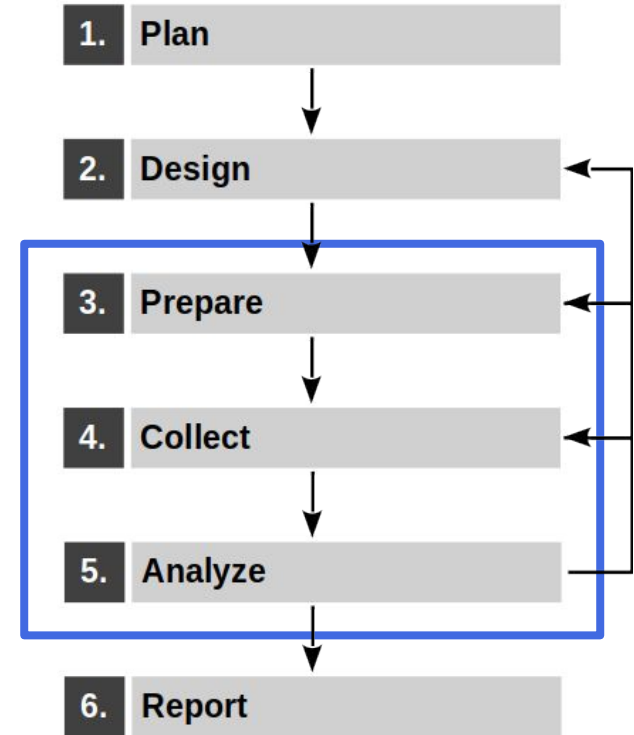 1. Plan
2. Design
3. Prepare
4. Collect
5. Analyze
6. Report